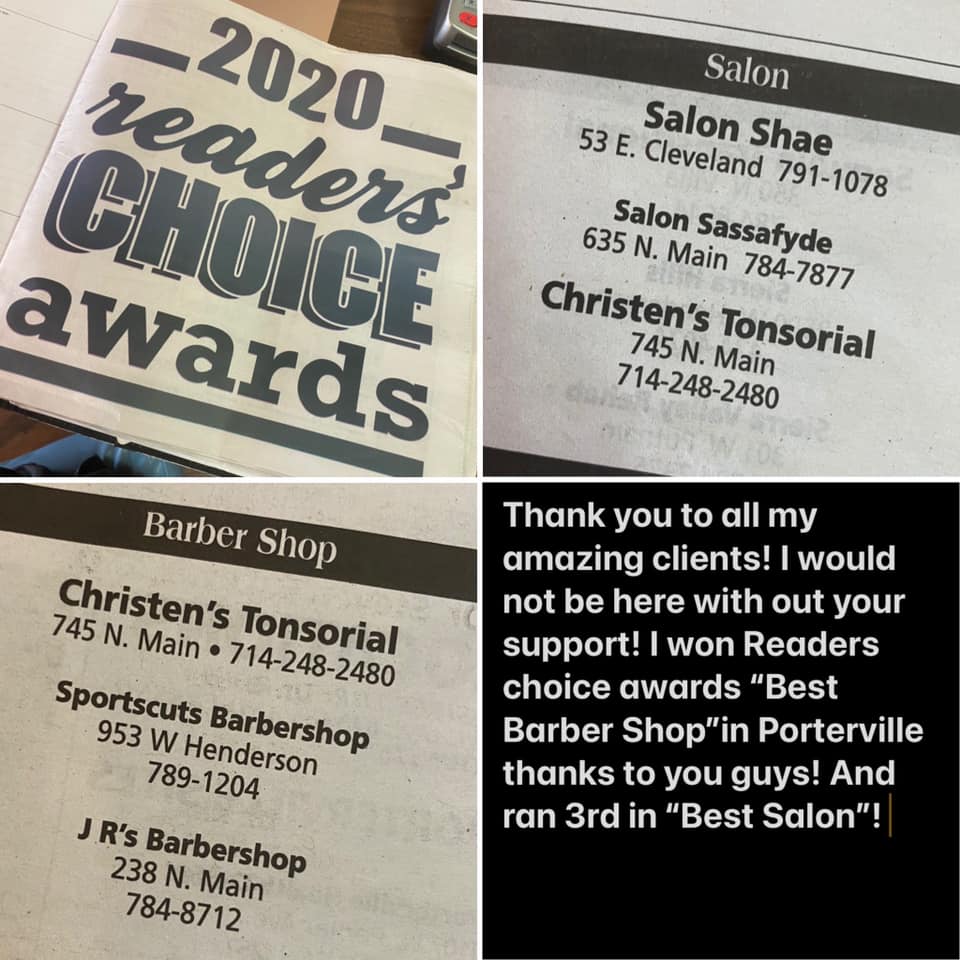 2020
readers'
CHOICE
awards
Salon
Salon Shae
53 E. Cleveland 791-1078
Salon Sassafyde
635 N. Main 784-7877
Christen's Tonsorial
745 N. Main
714-248-2480
Barber Shop
Christen's Tonsorial
745 N. Main • 714-248-2480
Sportscuts Barbershop
953 W Henderson
789-1204
J R's Barbershop
238 N. Main
784-8712
Thank you to all my
amazing clients! I would
not be here with out your
support! I won Readers
choice awards “Best
Barber Shop”in Porterville
thanks to you guys! And
ran 3rd in “Best Salon”!